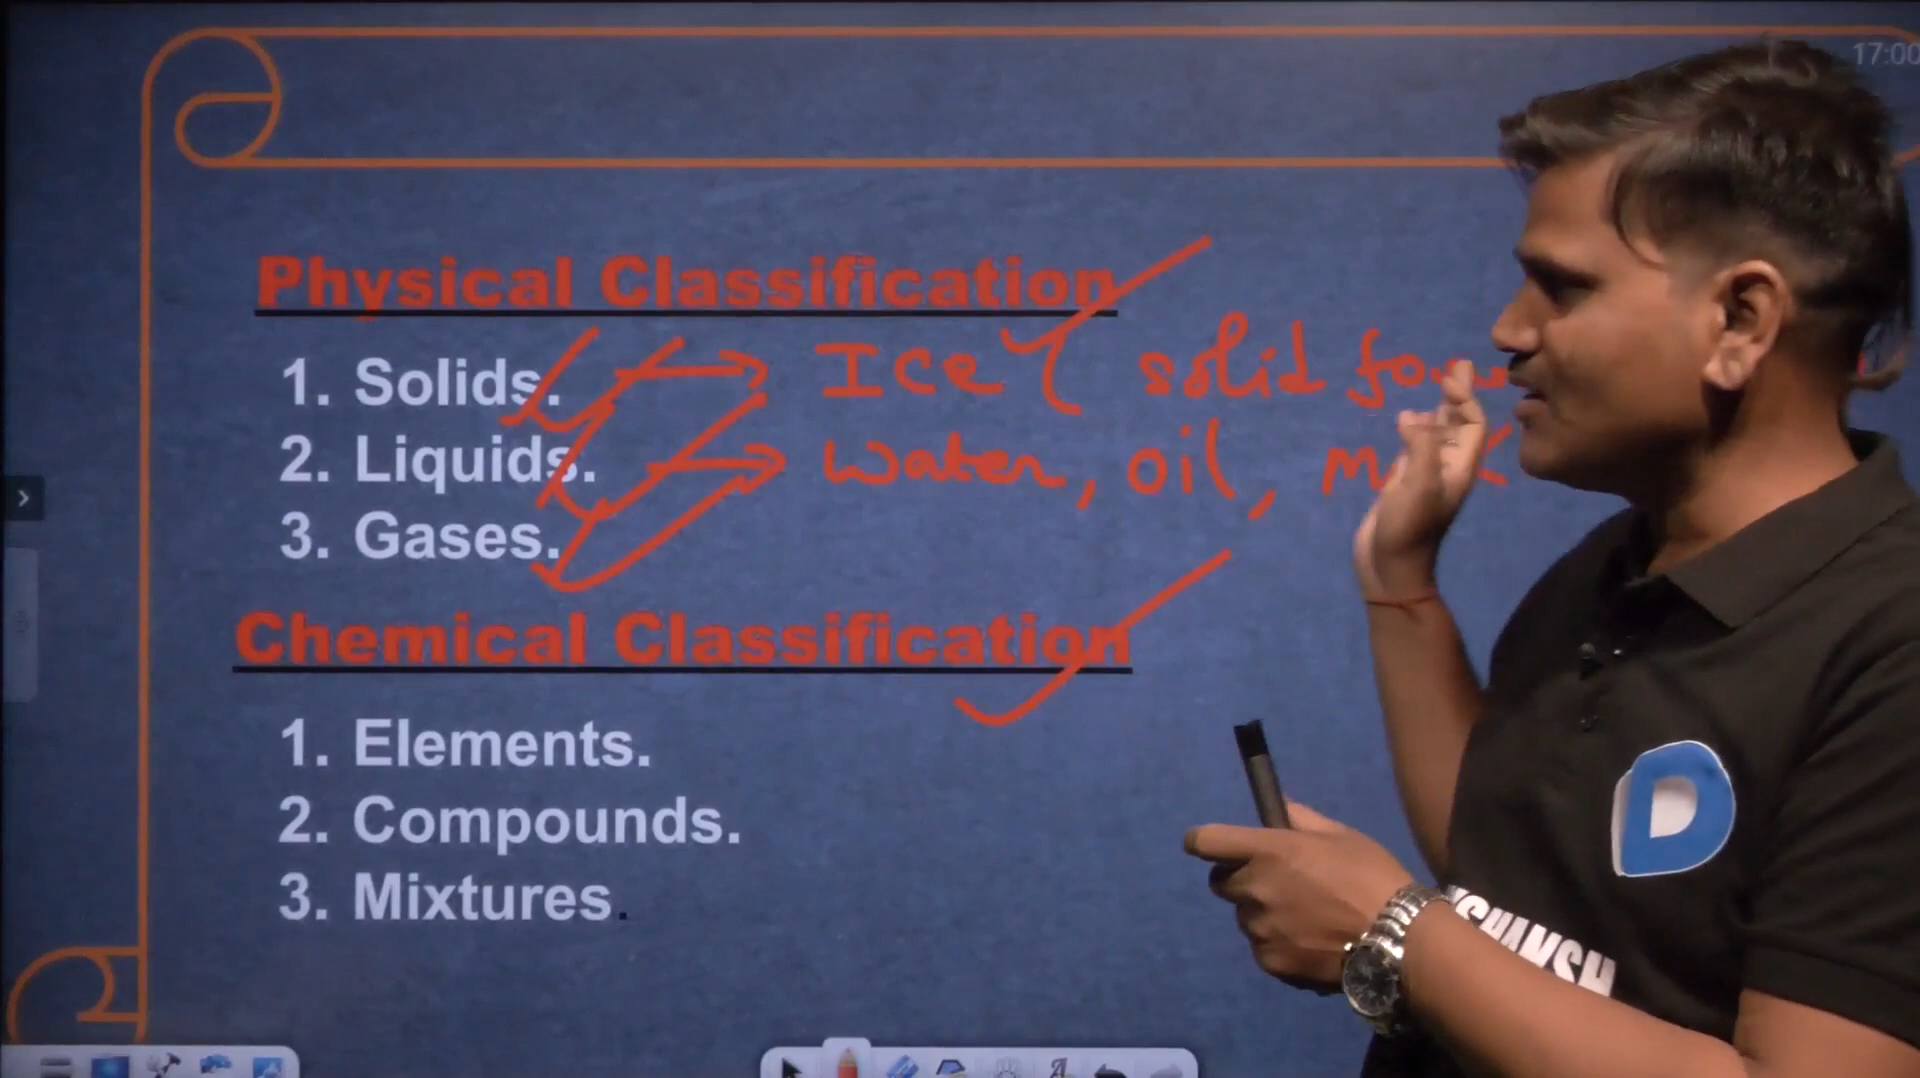 17:00
Physical Classification
1. Solids. Ice ( solid
2. Liquids. Water, oil,
3. Gases.
Chemical Classification
1. Elements.
2. Compounds.
3. Mixtures.
D